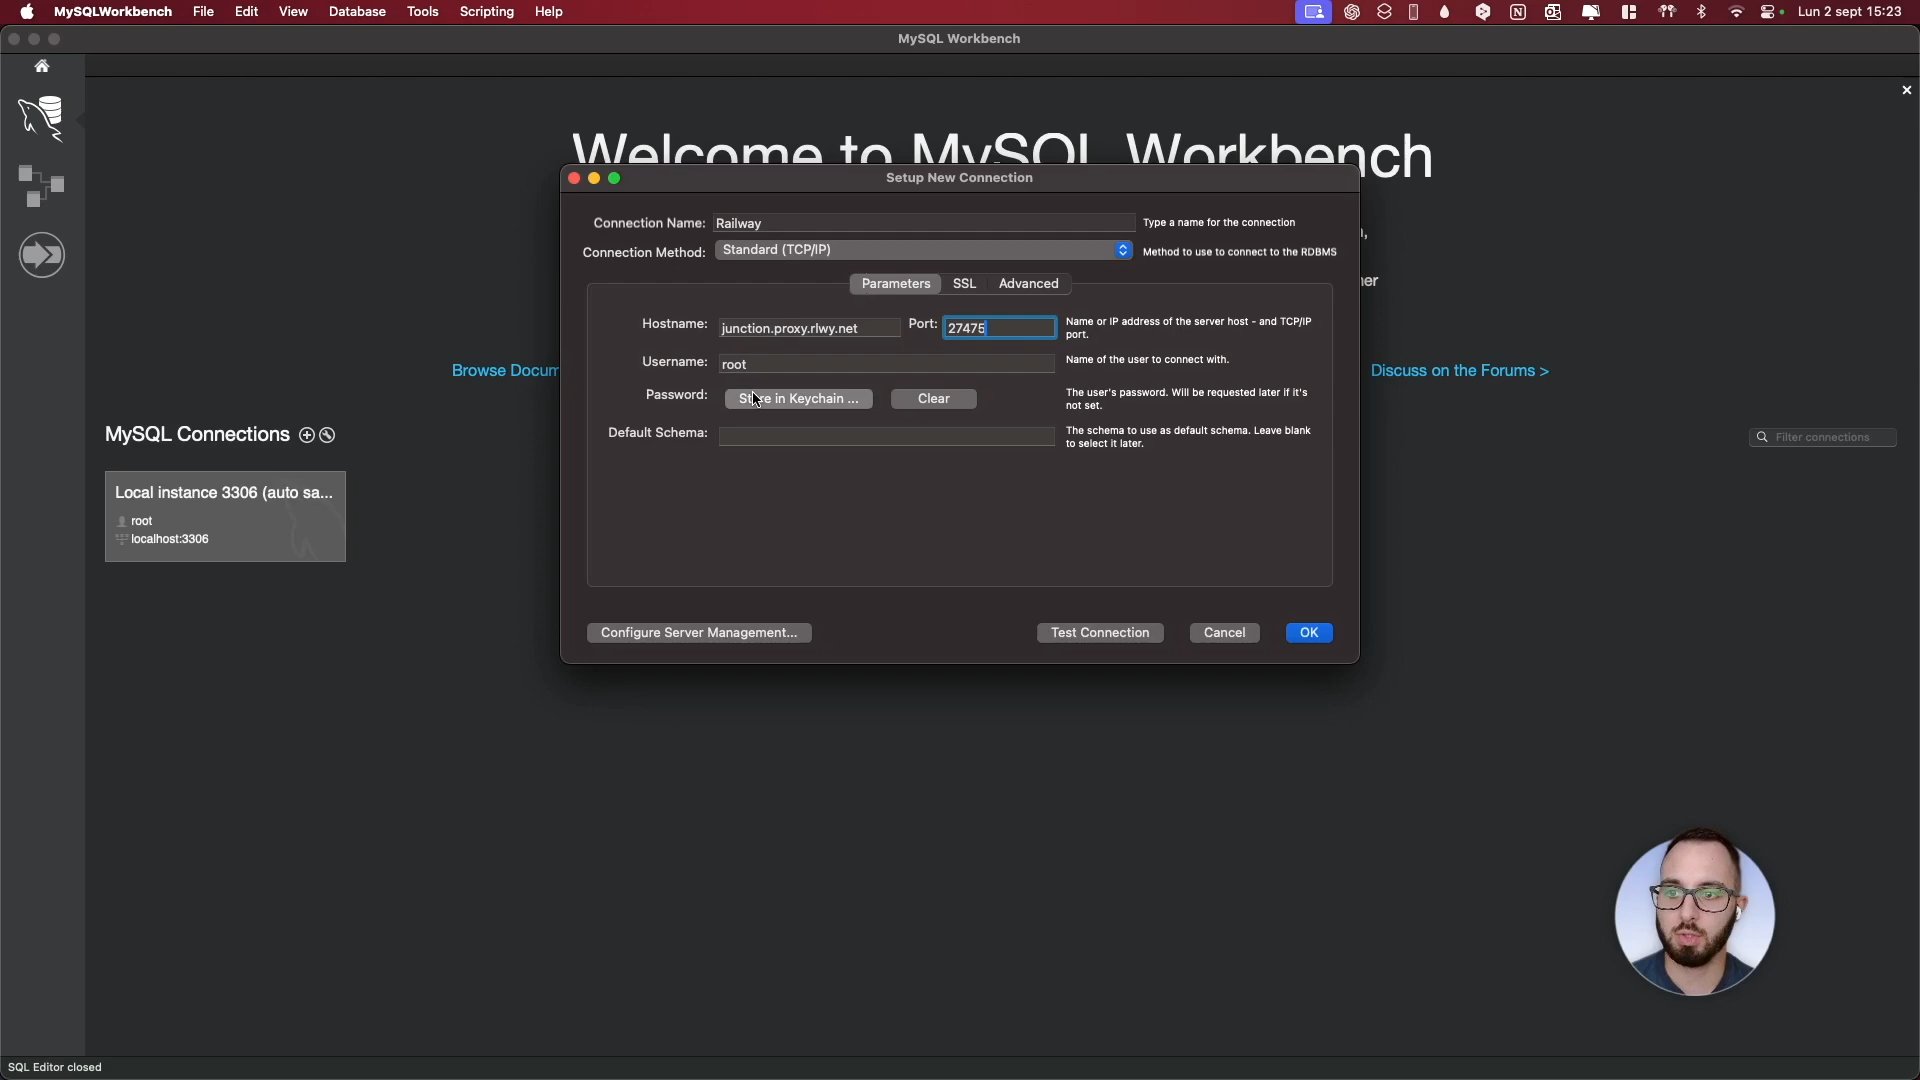 MySQLWorkbench File Edit View Database Tools Scripting Help Lun 2 sept 15:23
MySQL Workbench
Welcome to MySQL Workbench
Setup New Connection
Connection Name: Railway Type a name for the connection
Connection Method: Standard (TCP/IP) Method to use to connect to the RDBMS
Parameters SSL Advanced
Hostname: junction.proxy.rlwy.net Port: 27475 Name or IP address of the server host - and TCP/IP
port.
Username: root Name of the user to connect with.
Browse Docum Discuss on the Forums >
Password: Store in Keychain ... Clear The user's password. Will be requested later if it's
not set.
Default Schema: The schema to use as default schema. Leave blank
to select it later.
MySQL Connections Filter connections
Local instance 3306 (auto sa...
root
localhost:3306
Configure Server Management... Test Connection Cancel OK
SQL Editor closed